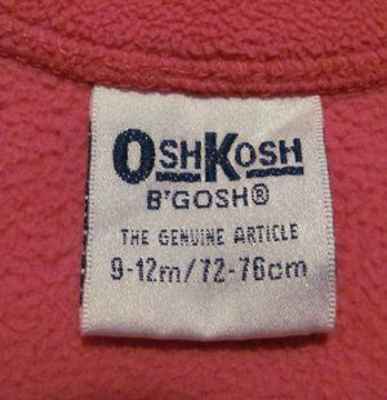 OSHKOSH
B'GOSH®
THE GENUINE ARTICLE
9-12m/72-76cm